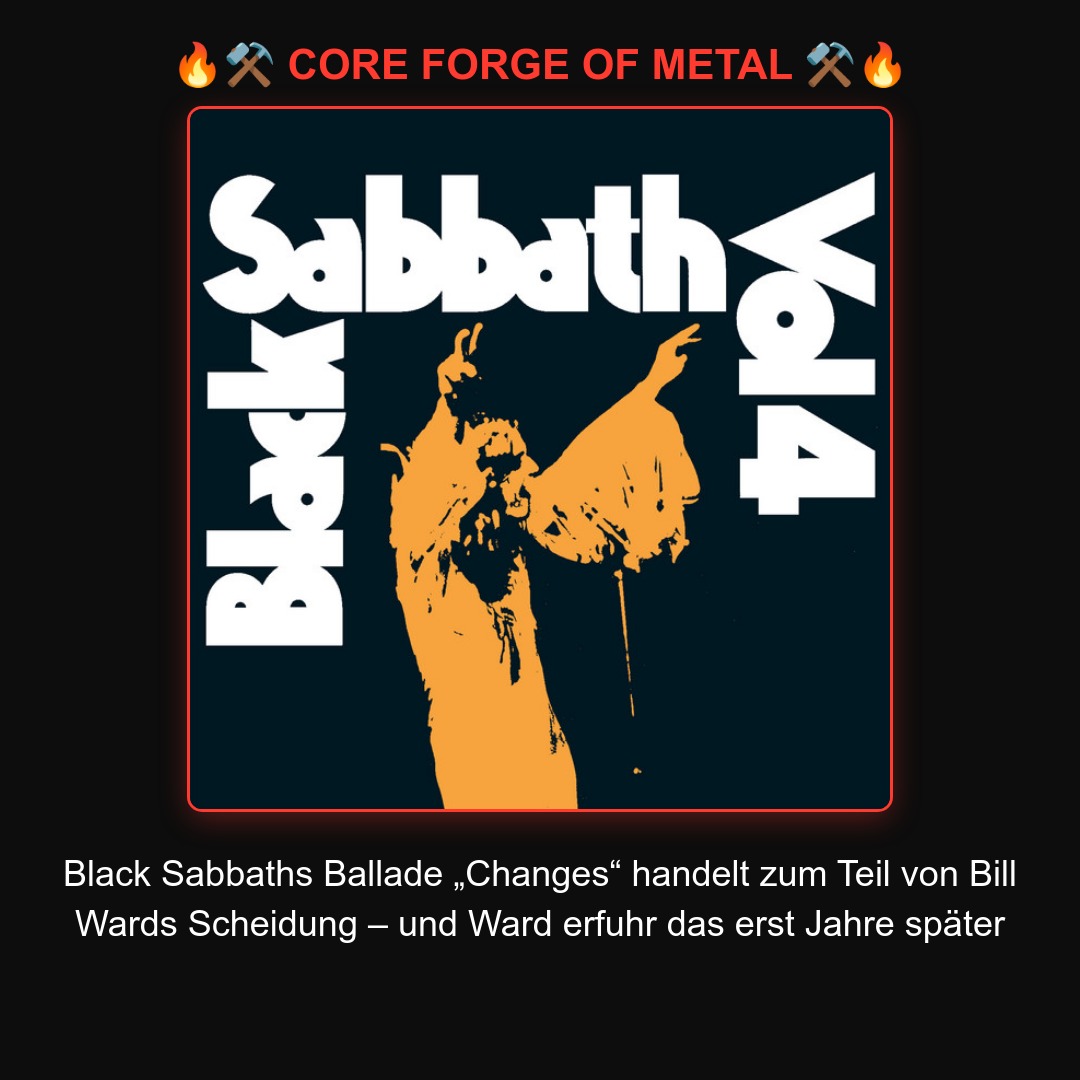 🔥⚒️ CORE FORGE OF METAL ⚒️🔥
Black
Sabbath
Vol 4
Black Sabbaths Ballade „Changes“ handelt zum Teil von Bill
Wards Scheidung – und Ward erfuhr das erst Jahre später